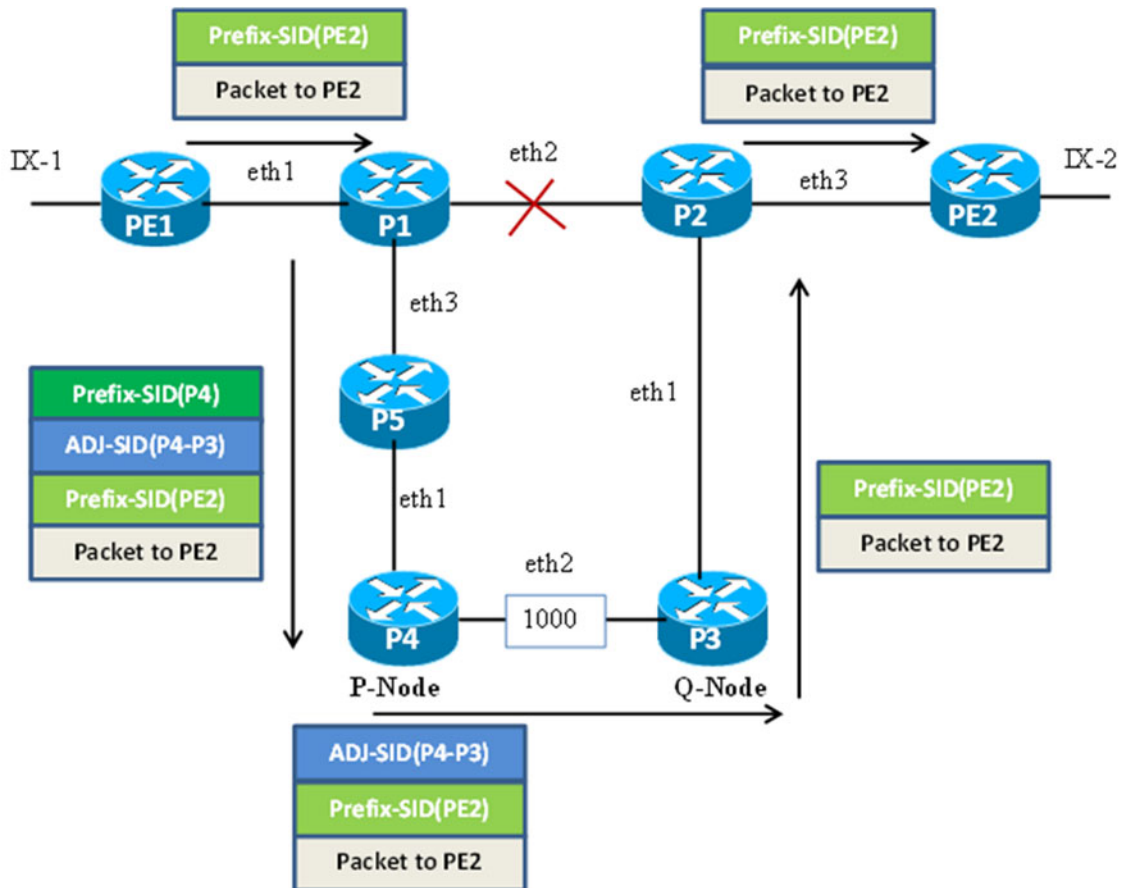 Prefix-SID(PE2)
Packet to PE2
Prefix-SID(PE2)
Packet to PE2
IX-1
eth1
eth2
eth3
IX-2
PE1
P1
P2
PE2
eth3
Prefix-SID(P4)
ADJ-SID(P4-P3)
Prefix-SID(PE2)
Packet to PE2
P5
eth1
eth1
Prefix-SID(PE2)
Packet to PE2
eth2
1000
P4
P3
P-Node
Q-Node
ADJ-SID(P4-P3)
Prefix-SID(PE2)
Packet to PE2